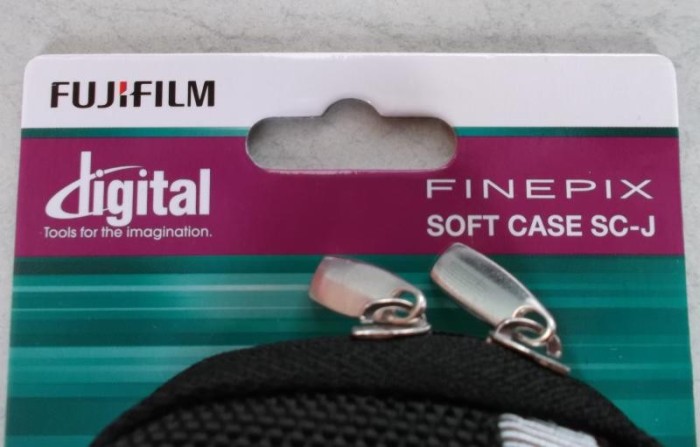 FUJIFILM
digital
Tools for the imagination.
FINEPIX
SOFT CASE SC-J